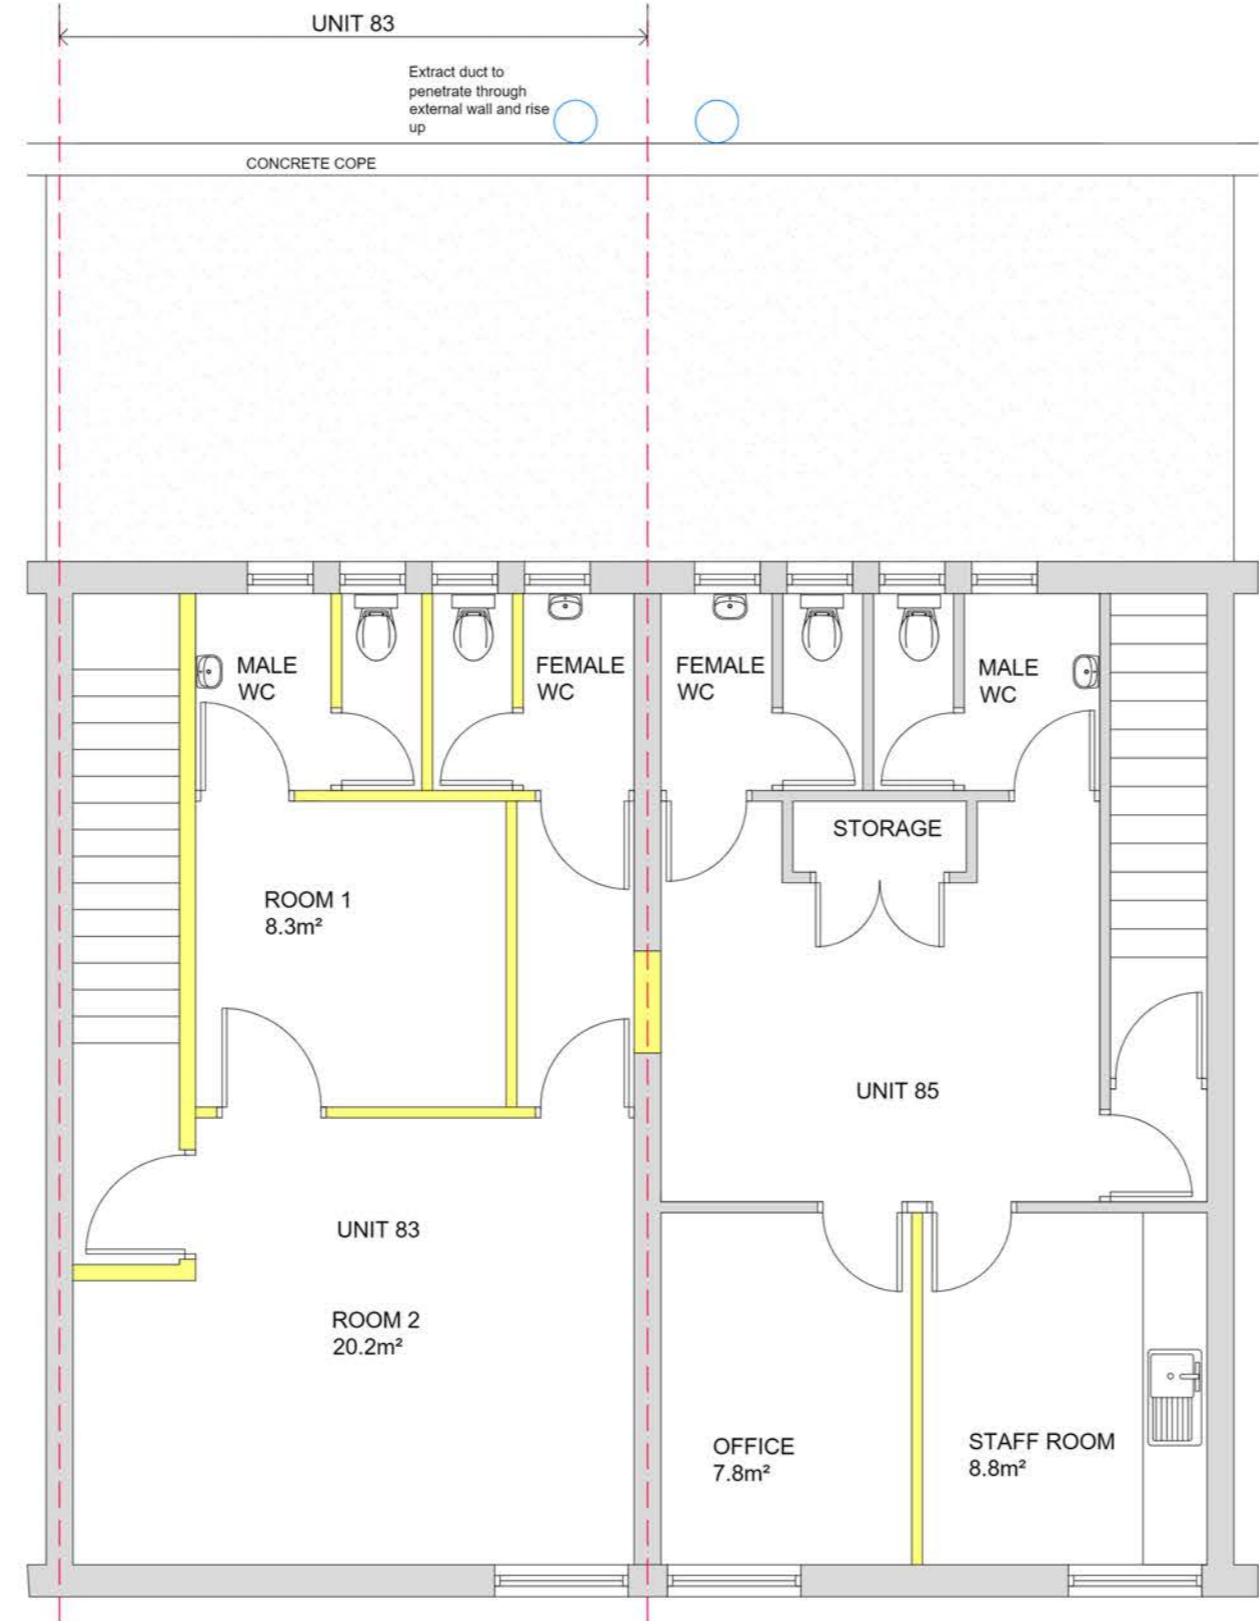 UNIT 83
Extract duct to
penetrate through
external wall and rise
up
CONCRETE COPE
MALE
WC
FEMALE
WC
FEMALE
WC
MALE
WC
STORAGE
ROOM 1
8.3m²
UNIT 85
UNIT 83
ROOM 2
20.2m²
OFFICE
7.8m²
STAFF ROOM
8.8m²